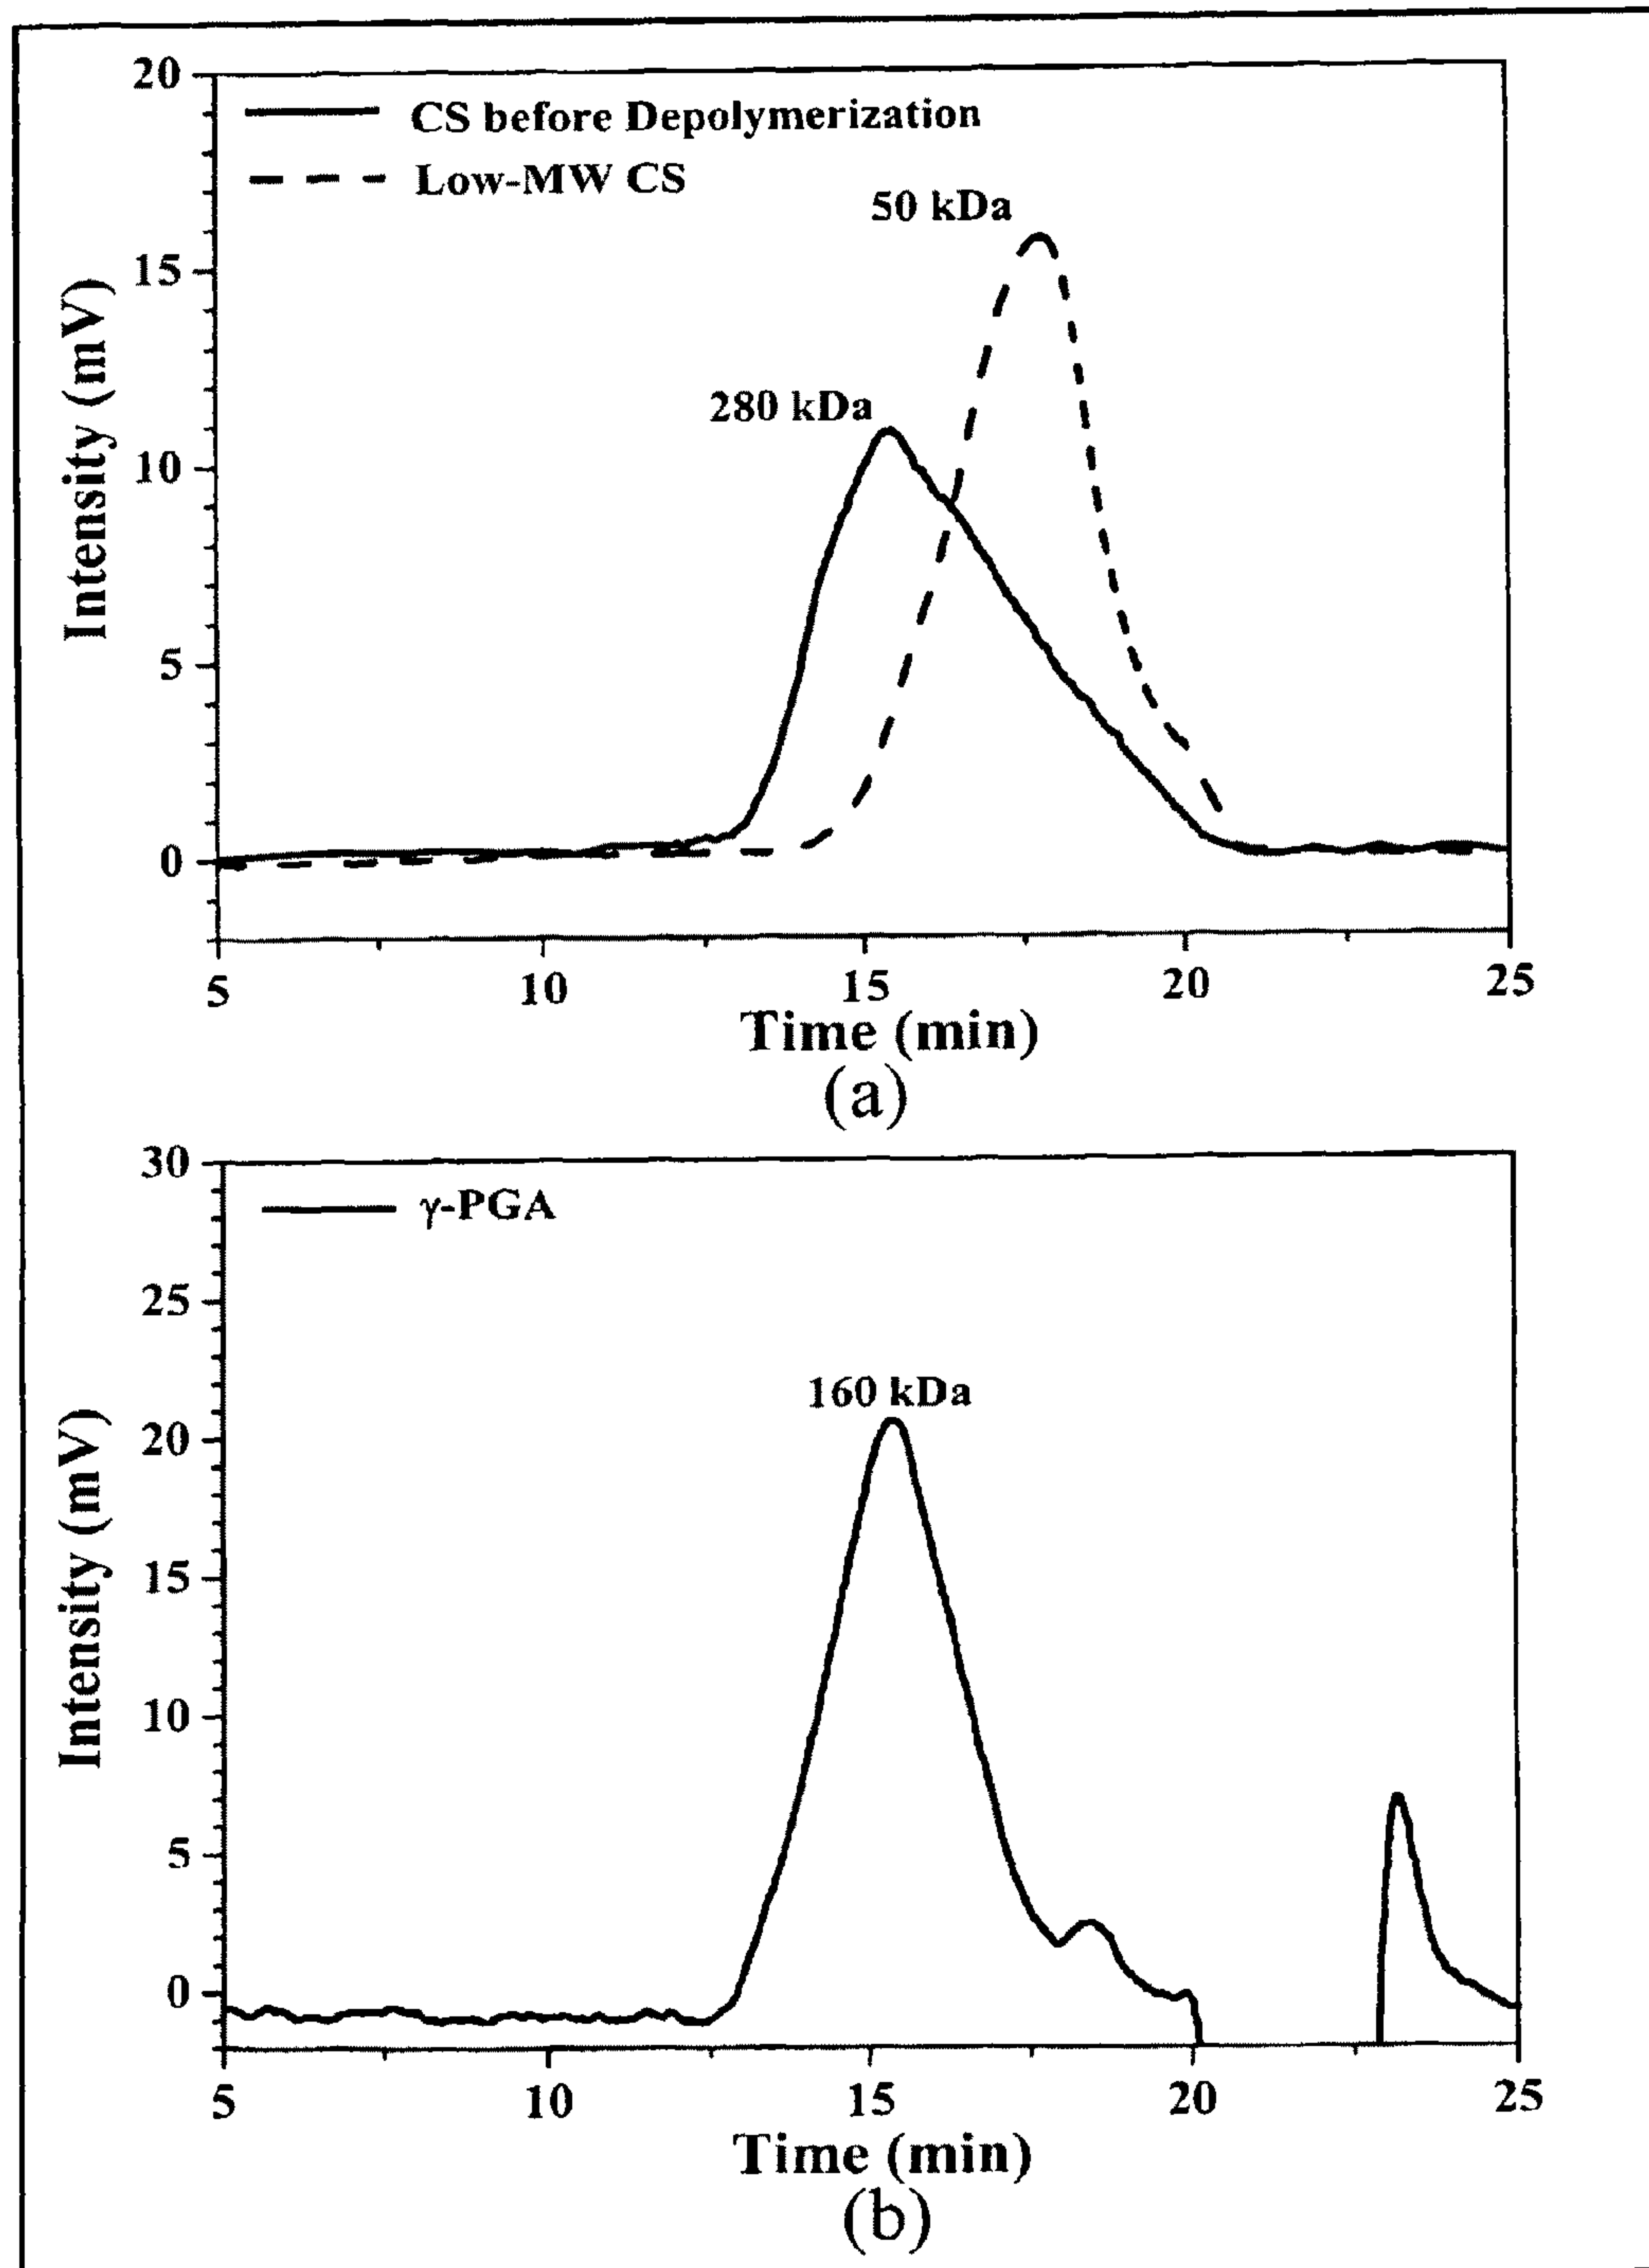 20
CS before Depolymerization
Low-MW CS
50 kDa
15
280 kDa
10
5
0
Intensity (mV)
5 10 15 20 25
Time (min)
(a)
30
γ-PGA
25
160 kDa
20
15
10
5
0
Intensity (mV)
5 10 15 20 25
Time (min)
(b)